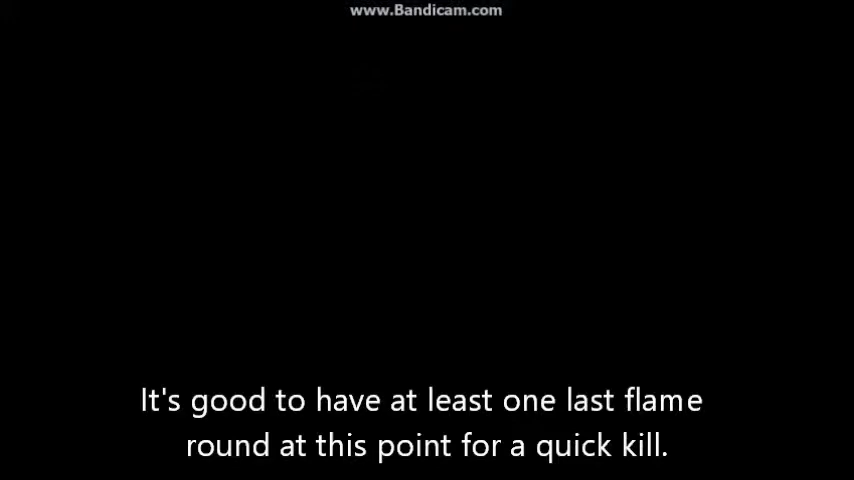 www.Bandicam.com
It's good to have at least one last flame
round at this point for a quick kill.